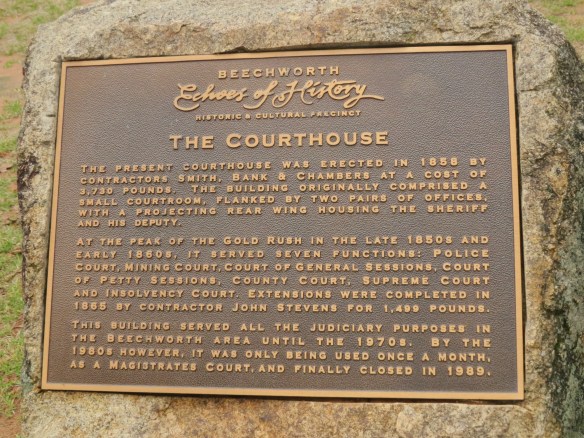 BEECHWORTH
Echoes of History
HISTORIC & CULTURAL PRECINCT
THE COURTHOUSE
THE PRESENT COURTHOUSE WAS ERECTED IN 1858 BY
CONTRACTORS SMITH, BANK & CHAMBERS AT A COST OF
3,730 POUNDS. THE BUILDING ORIGINALLY COMPRISED A
SMALL COURTROOM, FLANKED BY TWO PAIRS OF OFFICES,
WITH A PROJECTING REAR WING HOUSING THE SHERIFF
AND HIS DEPUTY.
AT THE PEAK OF THE GOLD RUSH IN THE LATE 1850S AND
EARLY 1860S, IT SERVED SEVEN FUNCTIONS: POLICE
COURT, MINING COURT, COURT OF GENERAL SESSIONS, COURT
OF PETTY SESSIONS, COUNTY COURT, SUPREME COURT
AND INSOLVENCY COURT. EXTENSIONS WERE COMPLETED IN
1865 BY CONTRACTOR JOHN STEVENS FOR 1,499 POUNDS.
THIS BUILDING SERVED ALL THE JUDICIARY PURPOSES IN
THE BEECHWORTH AREA UNTIL THE 1970S. BY THE
1980S HOWEVER, IT WAS ONLY BEING USED ONCE A MONTH,
AS A MAGISTRATES COURT, AND FINALLY CLOSED IN 1989.